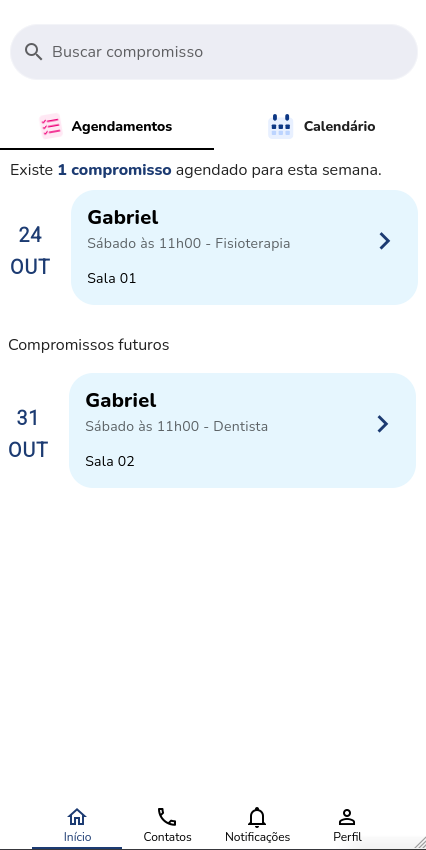 Buscar compromisso
Agendamentos
Calendário
Existe 1 compromisso agendado para esta semana.
24
OUT
Gabriel
Sábado às 11h00 - Fisioterapia
Sala 01
Compromissos futuros
31
OUT
Gabriel
Sábado às 11h00 - Dentista
Sala 02
Início
Contatos
Notificações
Perfil